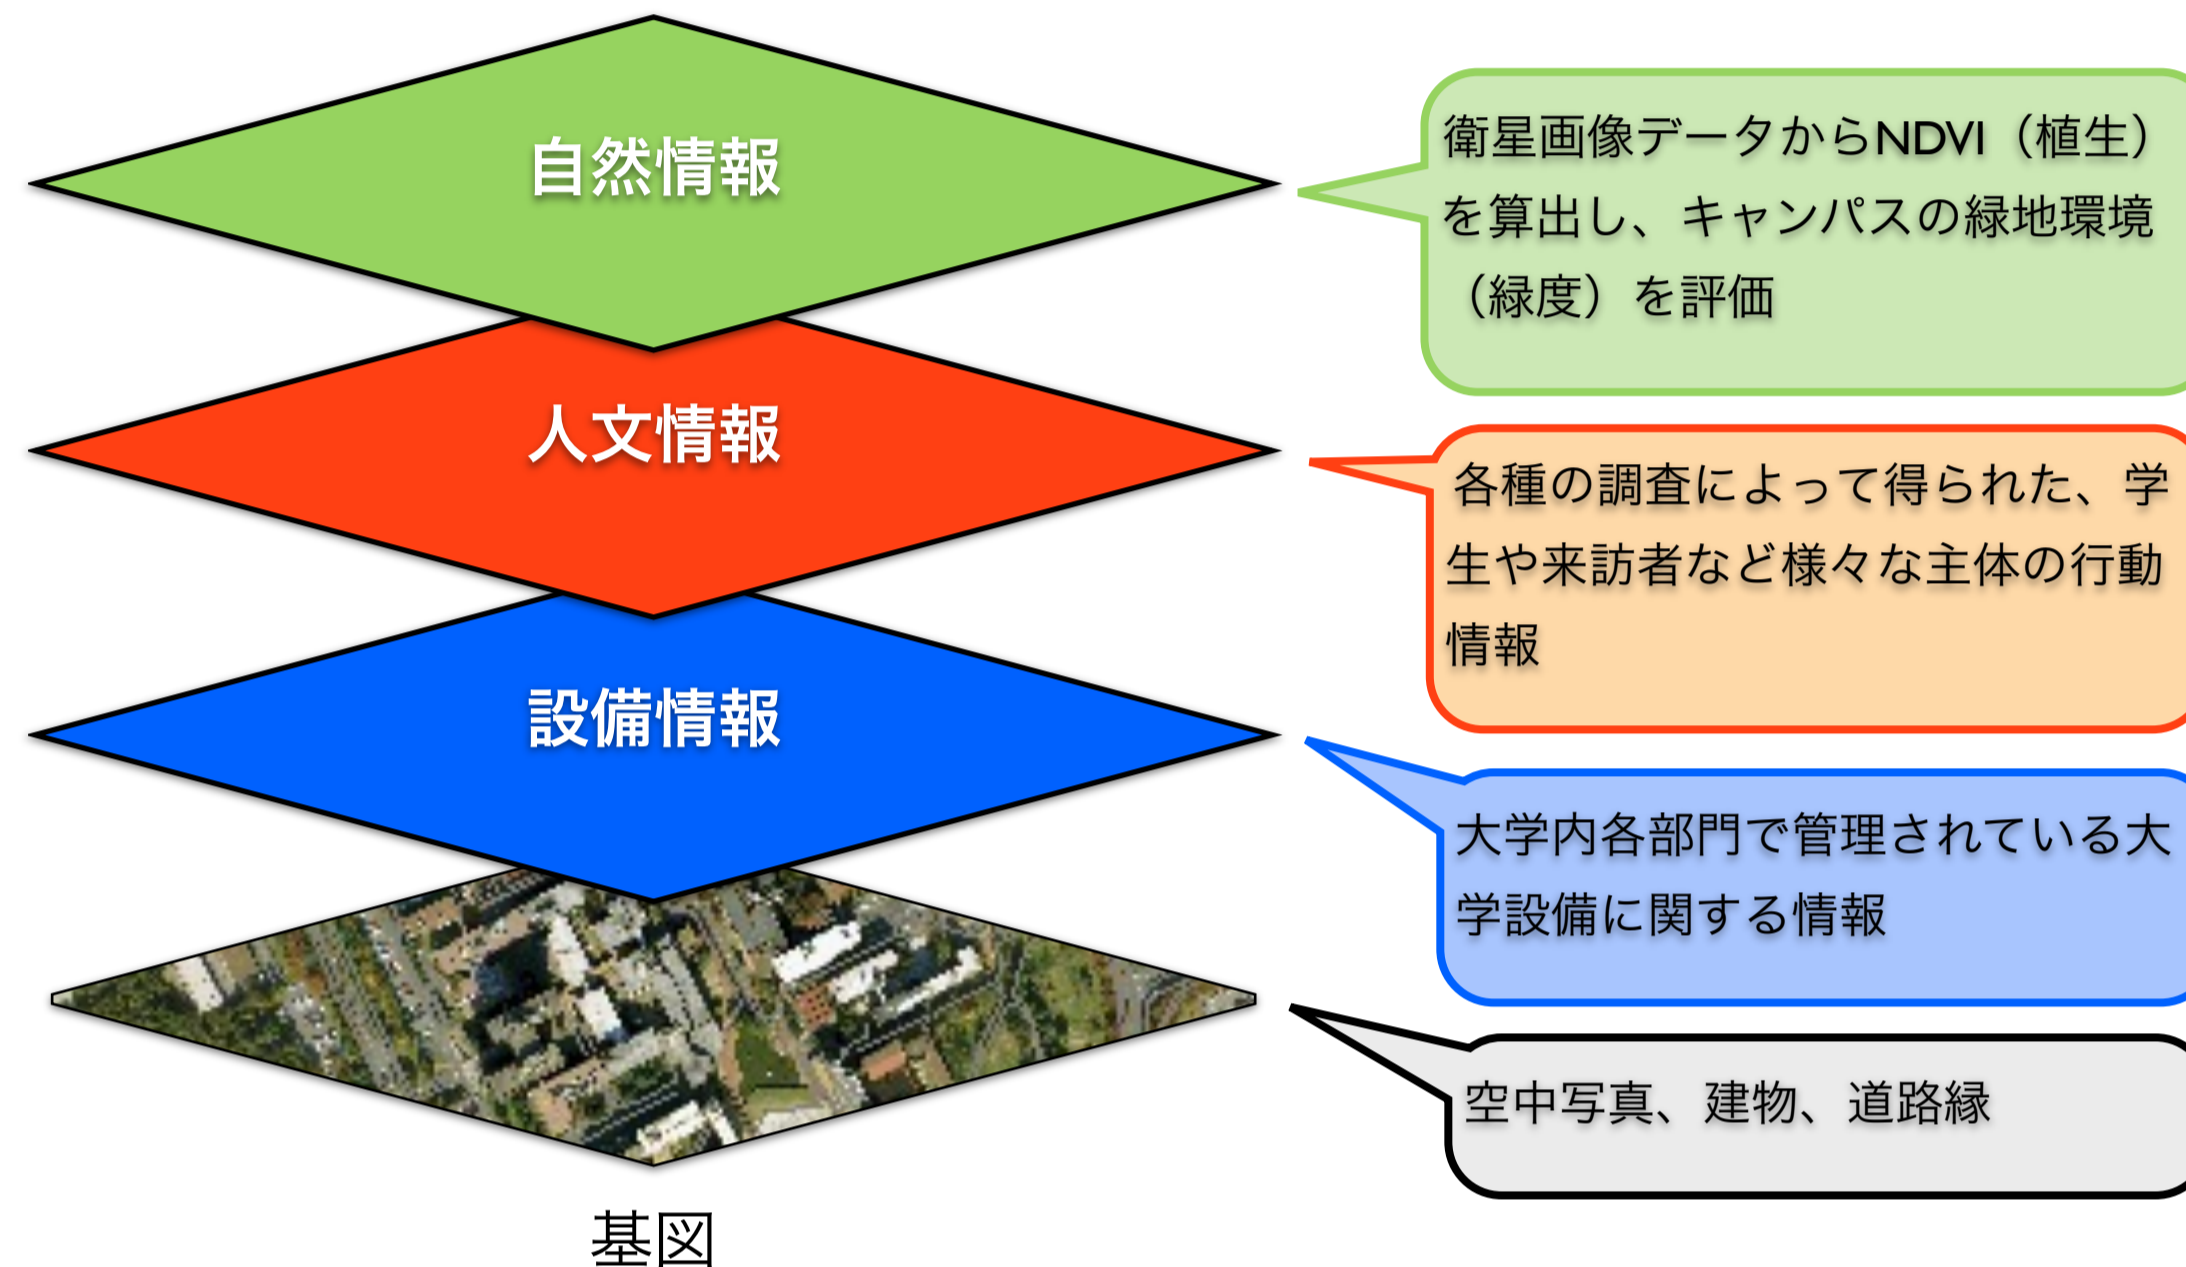 自然情報
衛星画像データからNDVI（植生）
を算出し、キャンパスの緑地環境
（緑度）を評価
人文情報
各種の調査によって得られた、学
生や来訪者など様々な主体の行動
情報
設備情報
大学内各部門で管理されている大
学設備に関する情報
空中写真、建物、道路縁
基図